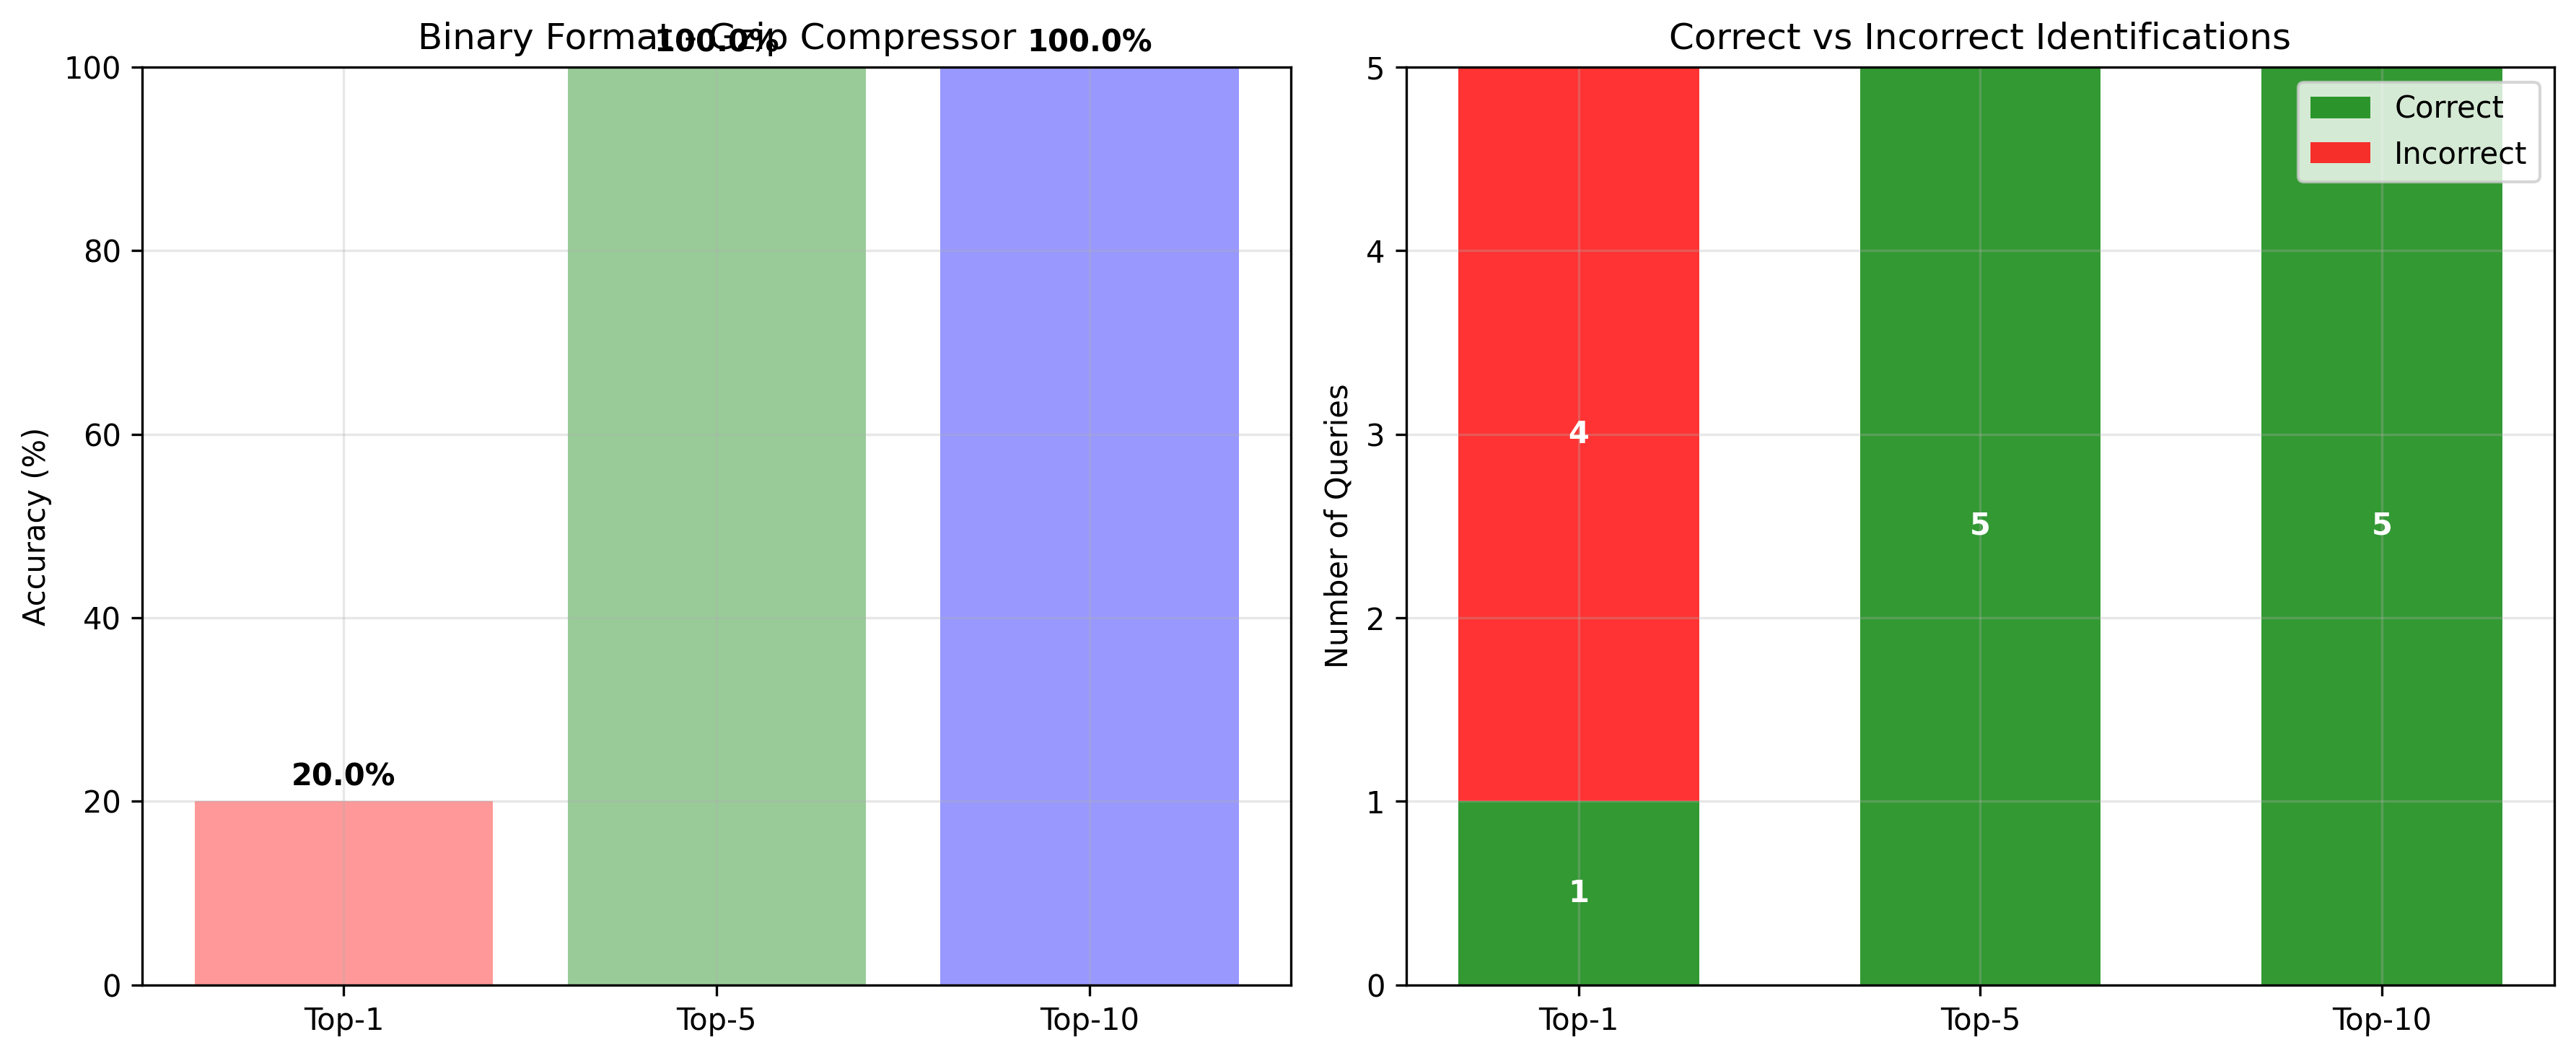 Binary Format - Gzip Compressor
100.0%
100.0%
100
80
60
40
20
0
Accuracy (%)
20.0%
Top-1
Top-5
Top-10
Correct vs Incorrect Identifications
5
4
3
2
1
0
Number of Queries
Correct
Incorrect
4
5
5
1
Top-1
Top-5
Top-10